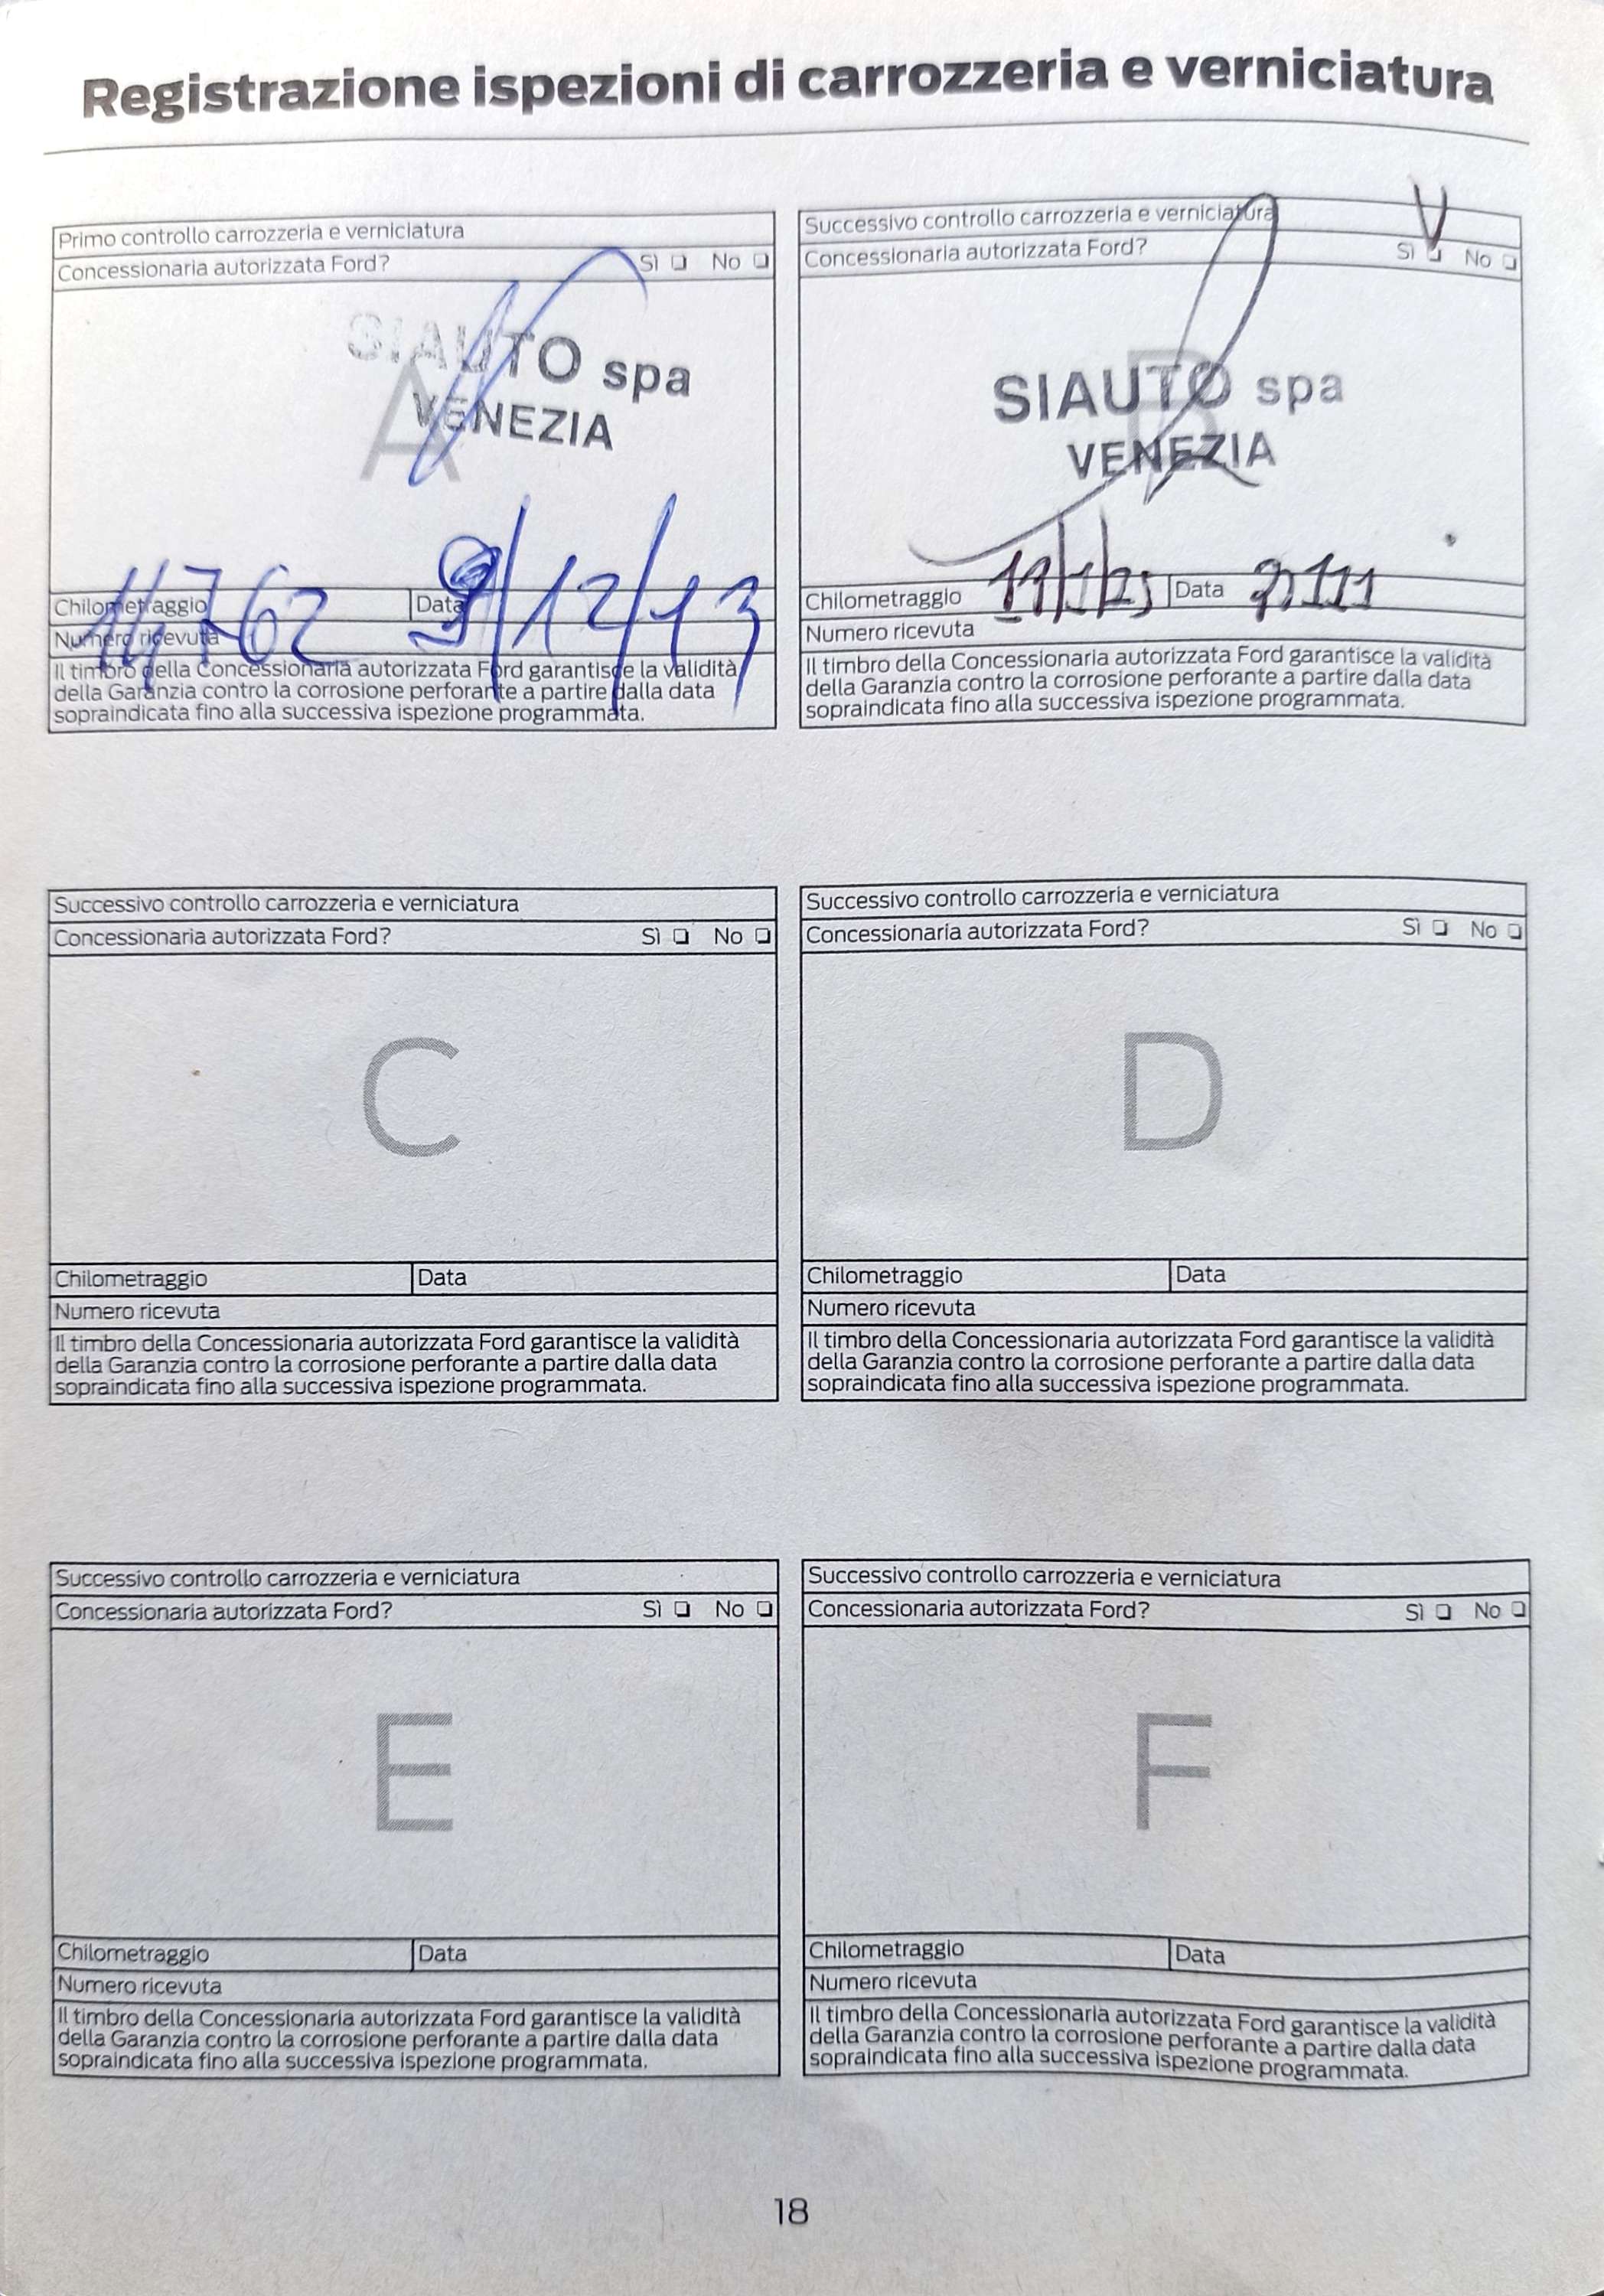 Registrazione ispezioni di carrozzeria e verniciatura
Primo controllo carrozzeria e verniciatura
Concessionaria autorizzata Ford? Sì No
A
SIAUTO spa
VENEZIA
Chilometraggio 14762 Data 9/12/13
Numero ricevuta
Il timbro della Concessionaria autorizzata Ford garantisce la validità
della Garanzia contro la corrosione perforante a partire dalla data
sopraindicata fino alla successiva ispezione programmata.
Successivo controllo carrozzeria e verniciatura
Concessionaria autorizzata Ford? Sì No
B
SIAUTO spa
VENEZIA
Chilometraggio Data
Numero ricevuta
Il timbro della Concessionaria autorizzata Ford garantisce la validità
della Garanzia contro la corrosione perforante a partire dalla data
sopraindicata fino alla successiva ispezione programmata.
Successivo controllo carrozzeria e verniciatura
Concessionaria autorizzata Ford? Sì No
C
Chilometraggio Data
Numero ricevuta
Il timbro della Concessionaria autorizzata Ford garantisce la validità
della Garanzia contro la corrosione perforante a partire dalla data
sopraindicata fino alla successiva ispezione programmata.
Successivo controllo carrozzeria e verniciatura
Concessionaria autorizzata Ford? Sì No
D
Chilometraggio Data
Numero ricevuta
Il timbro della Concessionaria autorizzata Ford garantisce la validità
della Garanzia contro la corrosione perforante a partire dalla data
sopraindicata fino alla successiva ispezione programmata.
Successivo controllo carrozzeria e verniciatura
Concessionaria autorizzata Ford? Sì No
E
Chilometraggio Data
Numero ricevuta
Il timbro della Concessionaria autorizzata Ford garantisce la validità
della Garanzia contro la corrosione perforante a partire dalla data
sopraindicata fino alla successiva ispezione programmata.
Successivo controllo carrozzeria e verniciatura
Concessionaria autorizzata Ford? Sì No
F
Chilometraggio Data
Numero ricevuta
Il timbro della Concessionaria autorizzata Ford garantisce la validità
della Garanzia contro la corrosione perforante a partire dalla data
sopraindicata fino alla successiva ispezione programmata.
18